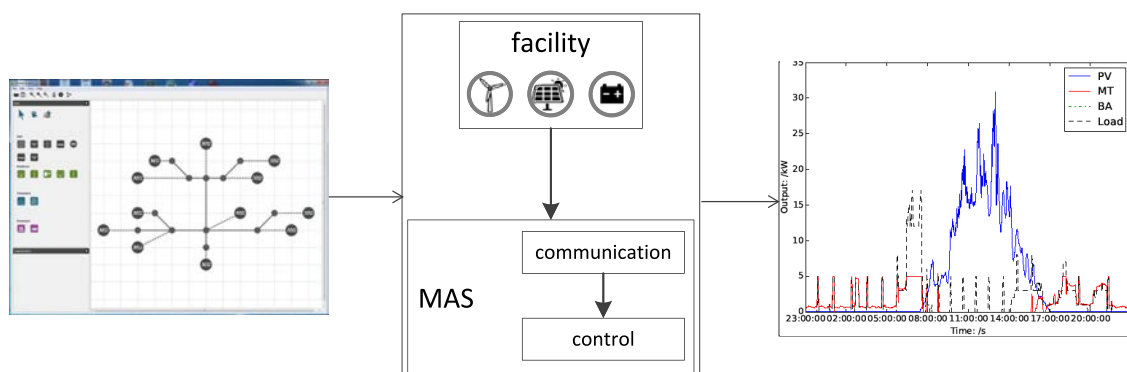 facility
MAS
communication
control
35
30
25
20
15
10
5
0
Output: /kW
PV
MT
BA
Load
23:00:00 02:00:00 05:00:00 08:00:00 11:00:00 14:00:00 17:00:00 20:00:00
Time: /s